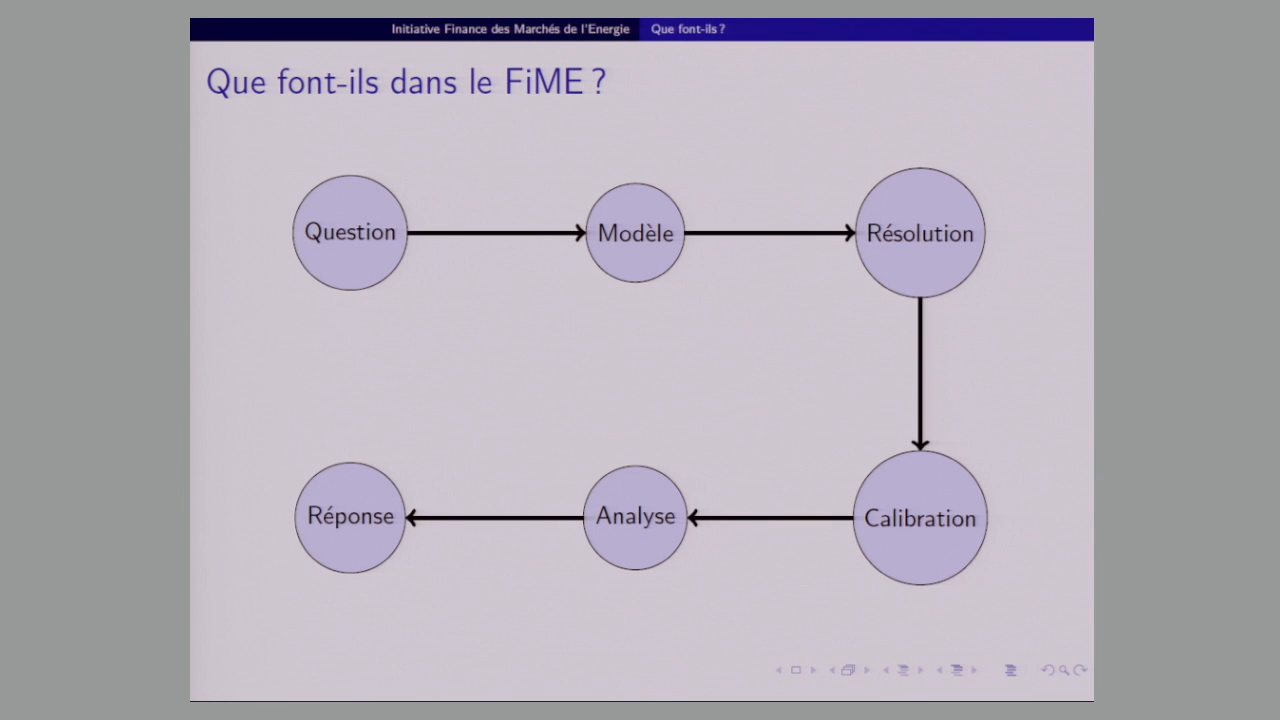 Initiative Finance des Marchés de l'Energie Que font-ils ?
Que font-ils dans le FiME ?
Question Modèle Résolution
Réponse Analyse Calibration